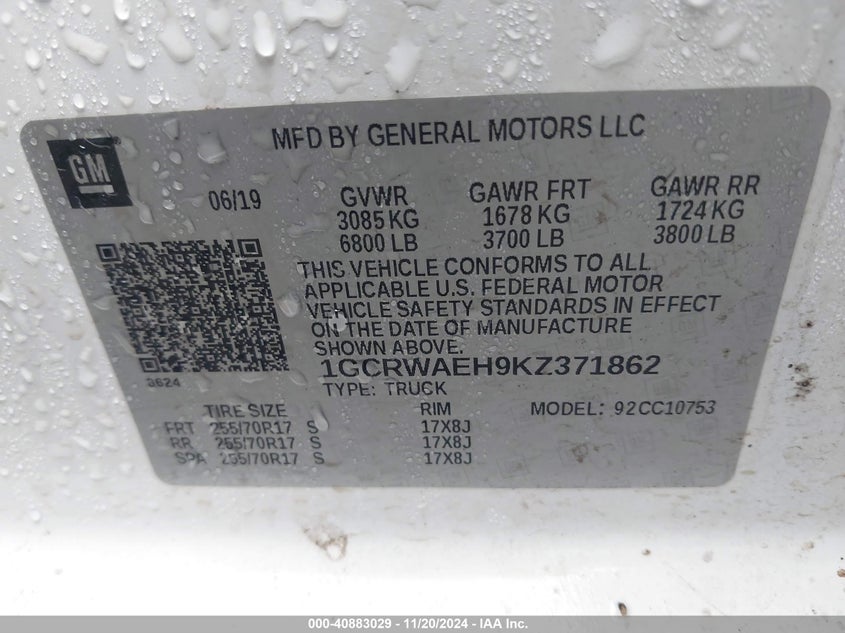 MFD BY GENERAL MOTORS LLC
GM
06/19 GVWR GAWR FRT GAWR RR
3085 KG 1678 KG 1724 KG
6800 LB 3700 LB 3800 LB
THIS VEHICLE CONFORMS TO ALL
APPLICABLE U.S. FEDERAL MOTOR
VEHICLE SAFETY STANDARDS IN EFFECT
ON THE DATE OF MANUFACTURE
SHOWN ABOVE.
1GCRWAEH9KZ371862
3624
TYPE: TRUCK
TIRE SIZE RIM MODEL: 92CC10753
FRT 255/70R17 S 17X8J
RR 255/70R17 S 17X8J
SPA 255/70R17 S 17X8J
000-40883029 - 11/20/2024 - IAA Inc.